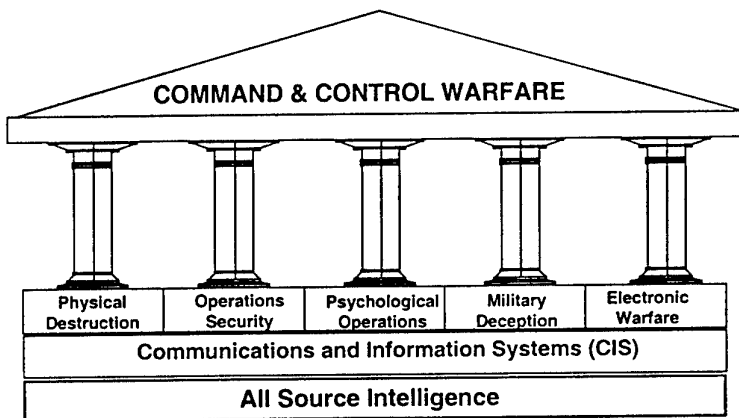 COMMAND & CONTROL WARFARE
Physical
Destruction
Operations
Security
Psychological
Operations
Military
Deception
Electronic
Warfare
Communications and Information Systems (CIS)
All Source Intelligence